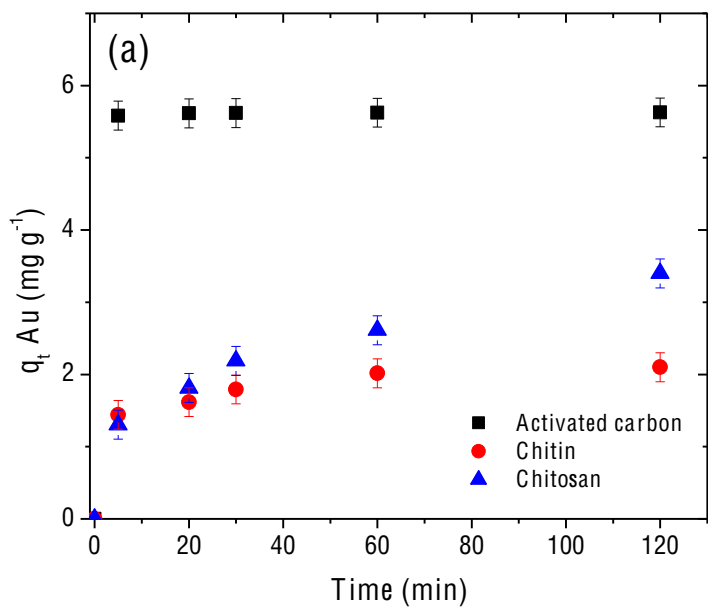 (a)
6
4
2
0
q_t Au (mg g⁻¹)
Activated carbon
Chitin
Chitosan
0 20 40 60 80 100 120
Time (min)